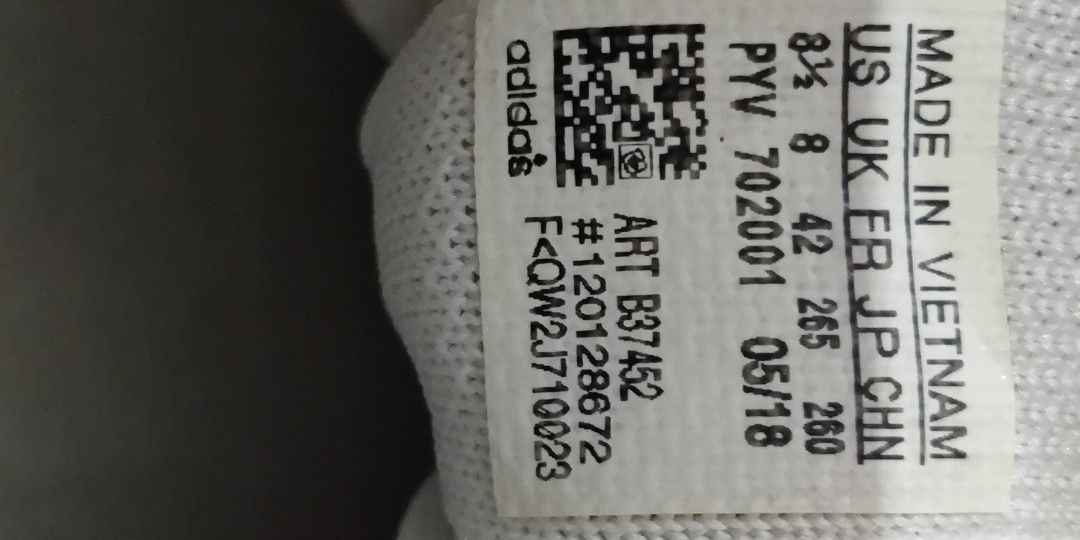 MADE IN VIETNAM
US UK FR JP CHN
8½ 8 42 265 260
PYV 702001 05/18
ART B37452
#120128672
F<QW2J710023
adidas